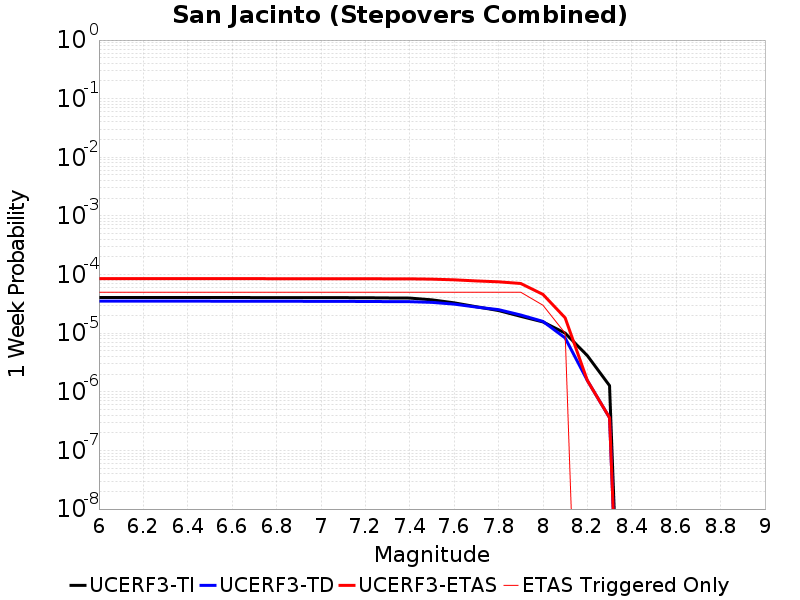 San Jacinto (Stepovers Combined)
10^0
10^-1
10^-2
10^-3
10^-4
10^-5
10^-6
10^-7
10^-8
1 Week Probability
6 6.2 6.4 6.6 6.8 7 7.2 7.4 7.6 7.8 8 8.2 8.4 8.6 8.8 9
Magnitude
UCERF3-TI UCERF3-TD UCERF3-ETAS ETAS Triggered Only